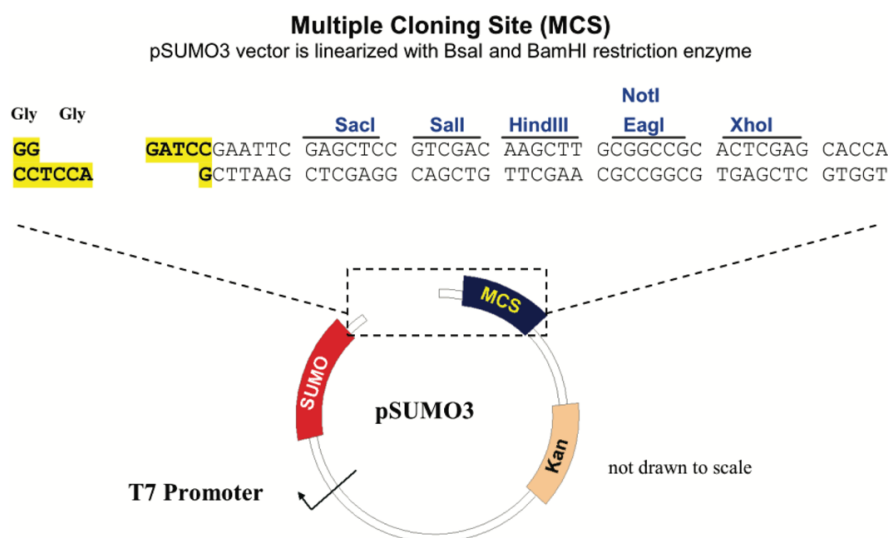 Multiple Cloning Site (MCS)
pSUMO3 vector is linearized with BsaI and BamHI restriction enzyme
NotI
Gly Gly
SacI SalI HindIII EagI XhoI
GG GATCCGAATTC GAGCTCC GTCGAC AAGCTT GCGGCCGC ACTCGAG CACCA
CCTCCA GCTTAAG CTCGAGG CAGCTG TTCGAA CGCCGGCG TGAGCTC GTGGT
MCS
SUMO
pSUMO3
Kan
not drawn to scale
T7 Promoter